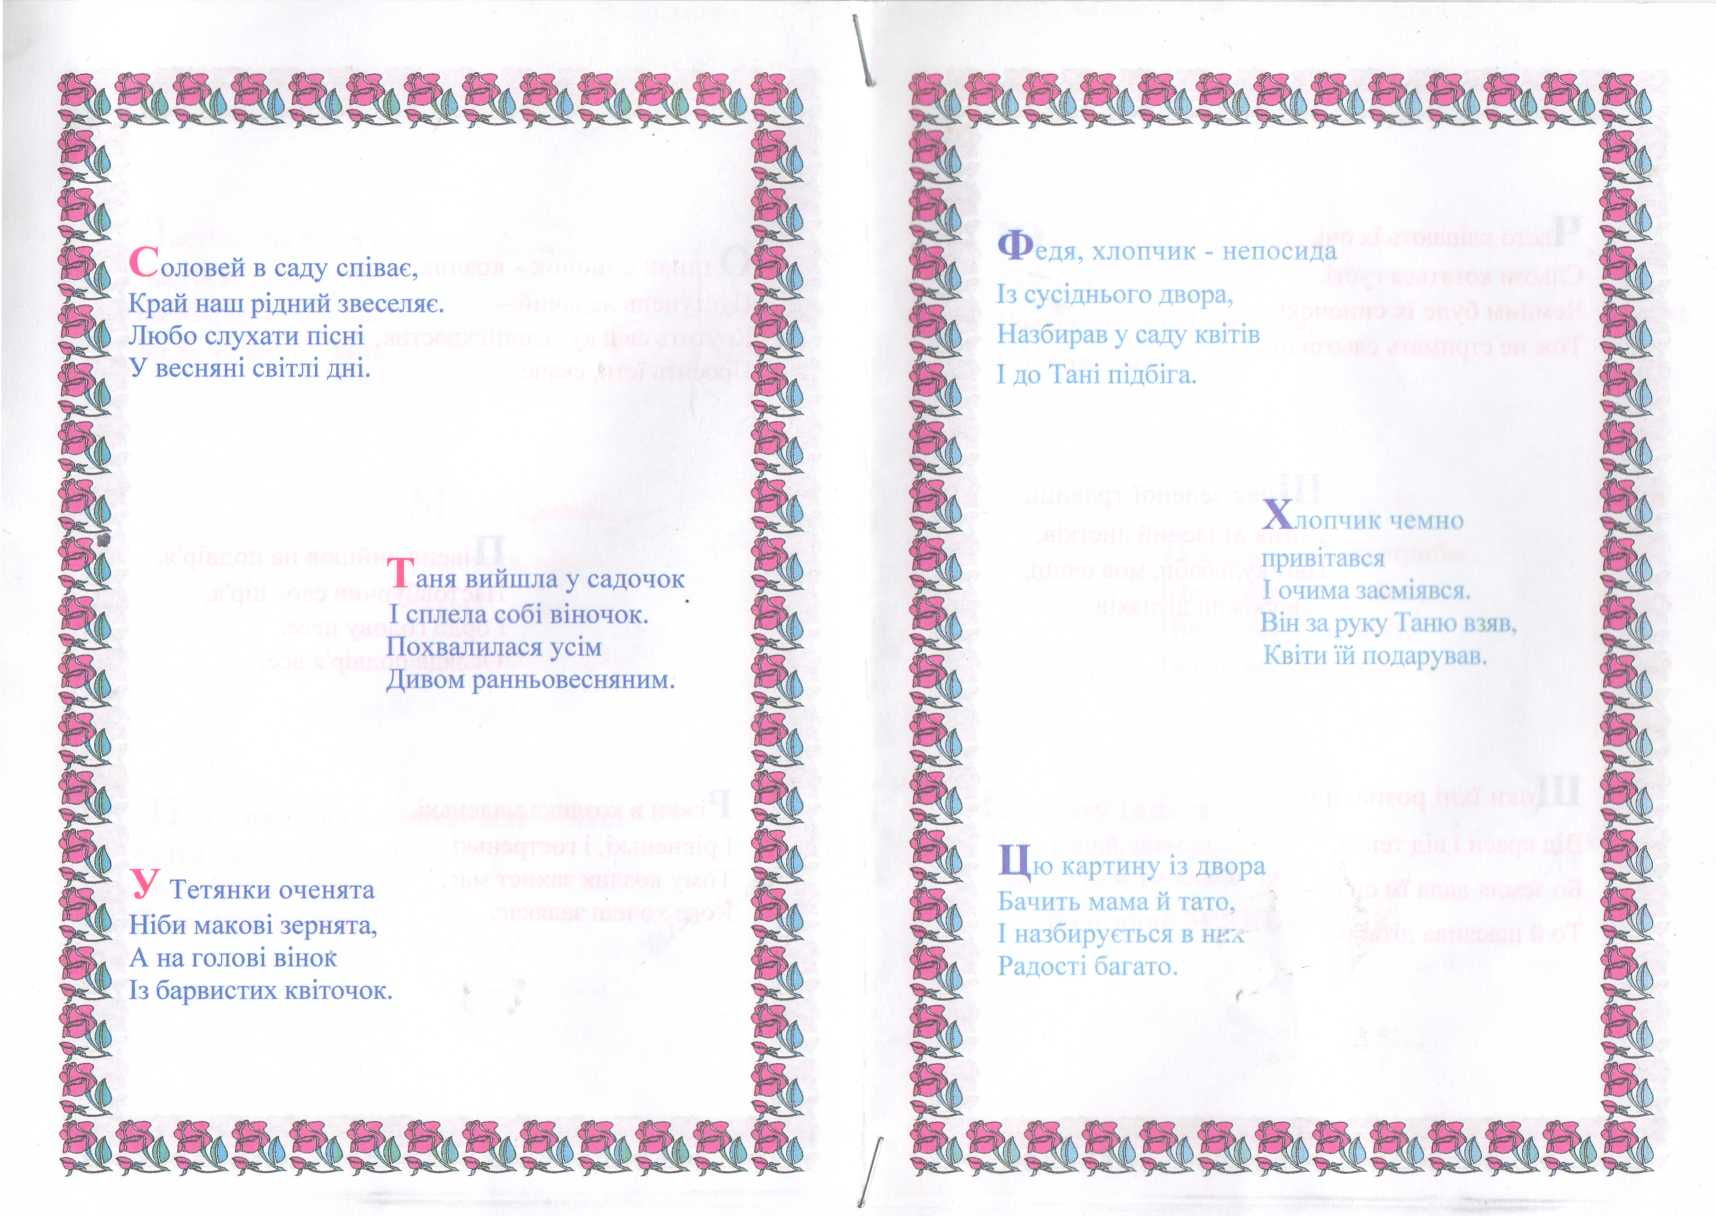 Соловей в саду співає,
Край наш рідний звеселяє.
Любо слухати пісні
У весняні світлі дні.
Таня вийшла у садочок
І сплела собі віночок.
Похвалилася усім
Дивом ранньовесняним.
У Тетянки оченята
Ніби макові зернята,
А на голові вінок
Із барвистих квіточок.
Федя, хлопчик - непосида
Із сусіднього двора,
Назбирав у саду квітів
І до Тані підбіга.
Хлопчик чемно
привітався
І очима засміявся.
Він за руку Таню взяв,
Квіти їй подарував.
Цю картину із двора
Бачить мама й тато,
І назбирується в них
Радості багато.